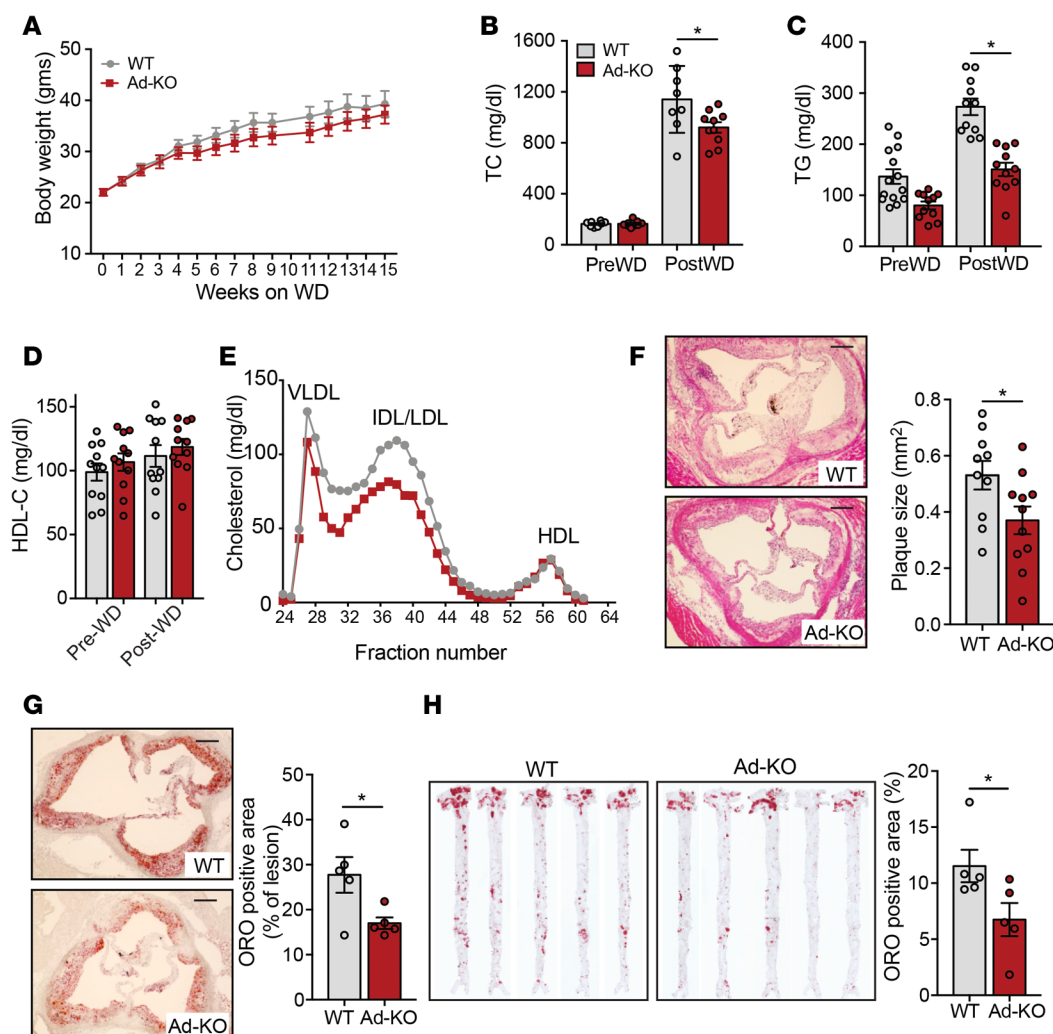 A
Body weight (gms)
50
40
30
20
10
WT
Ad-KO
0 1 2 3 4 5 6 7 8 9 10 11 12 1314 15
Weeks on WD
B
TC (mg/dl)
1600
1200
800
400
0
WT
Ad-KO
*
PreWD PostWD
C
TG (mg/dl)
400
300
200
100
0
*
PreWD PostWD
D
HDL-C (mg/dl)
150
100
50
0
Pre-WD Post-WD
E
Cholesterol (mg/dl)
150
100
50
0
VLDL
IDL/LDL
HDL
24 28 32 36 40 44 48 52 56 60 64
Fraction number
F
WT
Ad-KO
Plaque size (mm²)
0.8
0.6
0.4
0.2
0.0
*
WT Ad-KO
G
WT
Ad-KO
ORO positive area
(% of lesion)
50
40
30
20
10
0
*
WT Ad-KO
H
WT Ad-KO
ORO positive area (%)
20
15
10
5
0
*
WT Ad-KO